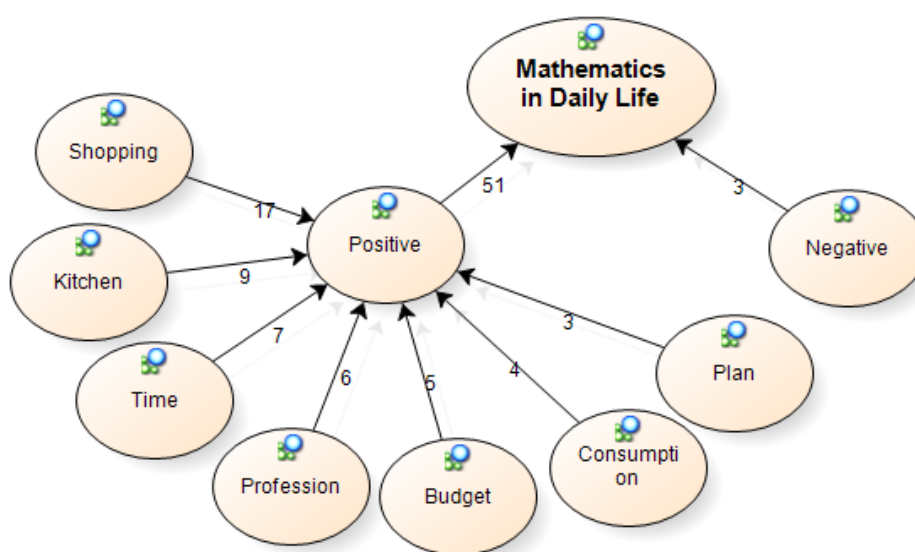 Mathematics
in Daily Life
Shopping
17
51
3
Positive
Negative
Kitchen
9
7
3
Time
6
5
4
Plan
Profession
Budget
Consumpti
on